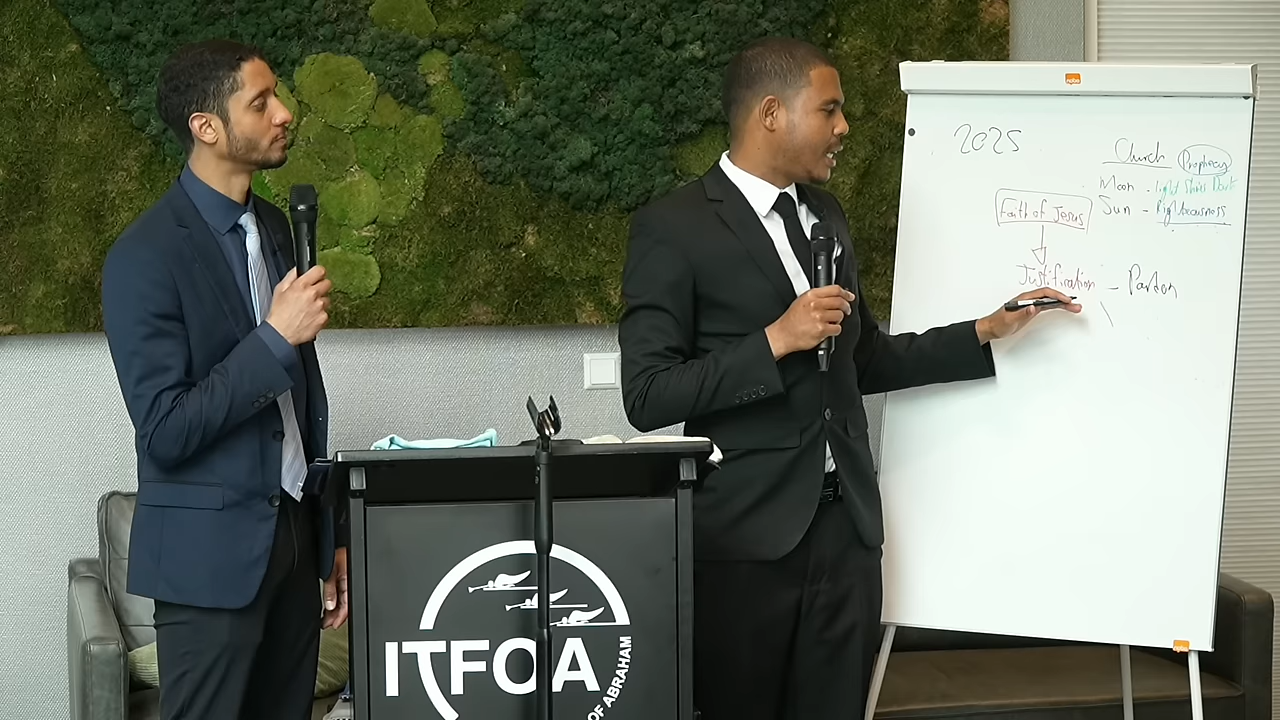 2025
Church Prophecy
Moon - light Shines Dark
Sun - Righteousness
Faith of Jesus
Justification - Pardon
ITFOA
OF ABRAHAM